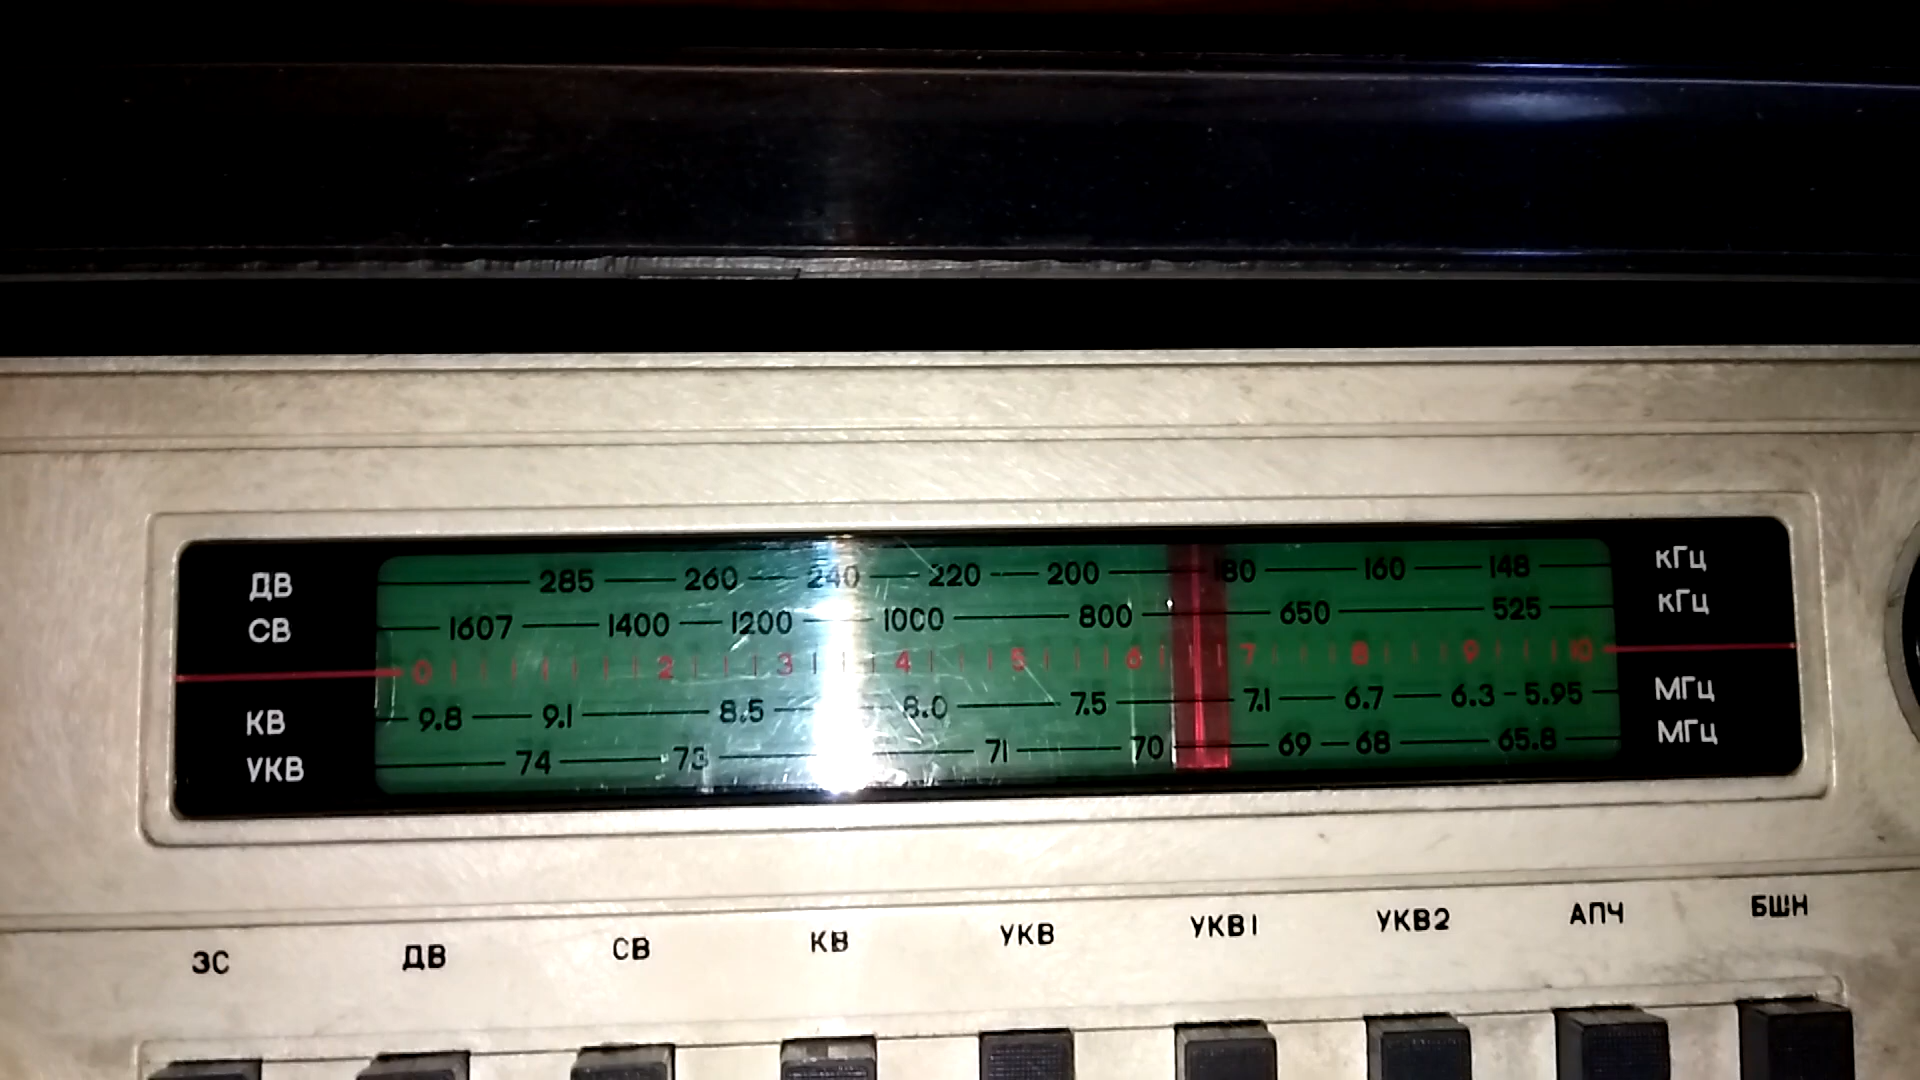 ДВ 285 260 240 220 200 180 160 148 кГц
СВ 1607 1400 1200 1000 800 650 525 кГц
0 2 3 4 5 6 7 8 9 10
КВ 9.8 9.1 8.5 8.0 7.5 7.1 6.7 6.3 5.95 МГц
УКВ 74 73 71 70 69 68 65.8 МГц
ЗС ДВ СВ КВ УКВ УКВ1 УКВ2 АПЧ БШН